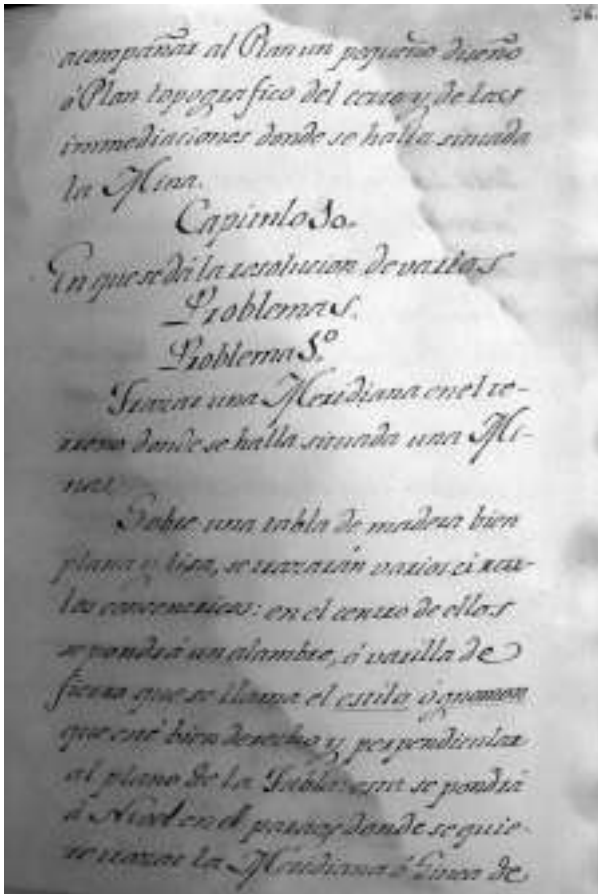 26.
acompañar al Plan un pequeño diseño
ó Plan topografico del cerro y de las
immediaciones donde se halla situada
la Mina.
Capitulo 5o.
En que se dá la resolucion de varios
Problemas.
Problema 1.º
Trazar una Meridiana en el te-
rreno donde se halla situada una Mi-
na.
Sobre una tabla de madera bien
plana y lisa, se trazarán varios circu-
los concentricos: en el centro de ellos
se pondrá un alambre, ó varilla de
fierro que se llama el estilo ó gnomon
que esté bien derecho y perpendicular
al plano de la Tabla: esta se pondrá
á Nivel en el parage donde se quie-
re trazar la Meridiana ó Linea de